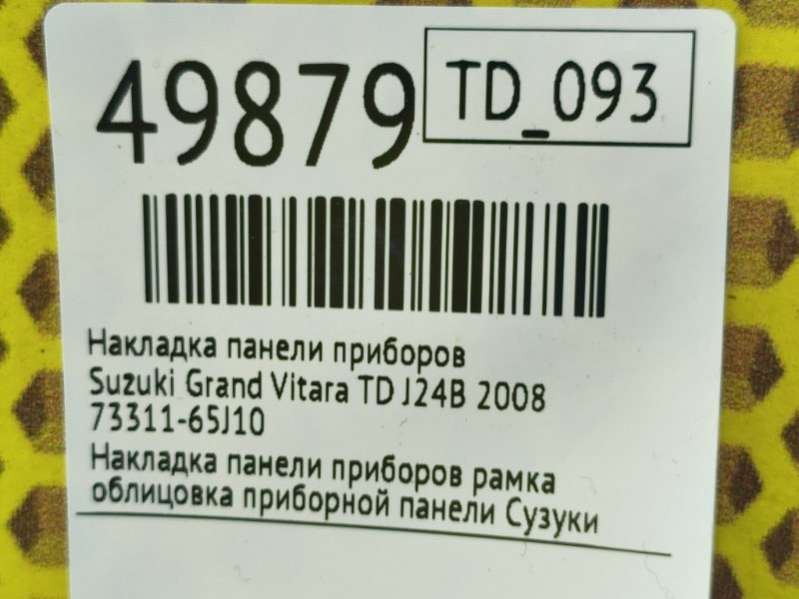 49879
TD_093
Накладка панели приборов
Suzuki Grand Vitara TD J24B 2008
73311-65J10
Накладка панели приборов рамка
облицовка приборной панели Сузуки